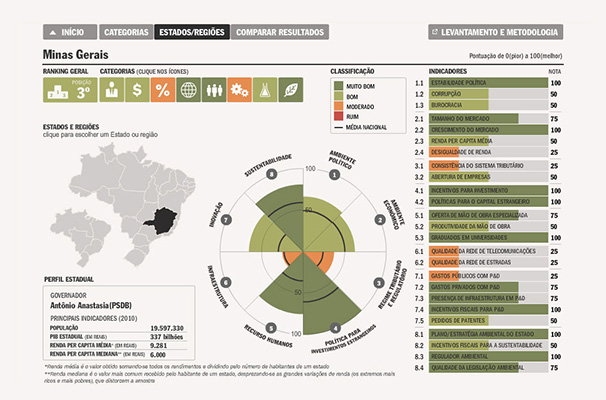 INÍCIO
CATEGORIAS
ESTADOS/REGIÕES
COMPARAR RESULTADOS
LEVANTAMENTO E METODOLOGIA
Minas Gerais
Pontuação de 0(pior) a 100(melhor)
RANKING GERAL
CATEGORIAS (CLIQUE NOS ÍCONES)
POSIÇÃO
3º
$
%
CLASSIFICAÇÃO
MUITO BOM
BOM
MODERADO
RUIM
MÉDIA NACIONAL
ESTADOS E REGIÕES
clique para escolher um Estado ou região
100
50
50
100
1
AMBIENTE POLÍTICO
2
AMBIENTE ECONÔMICO
3
REGIME TRIBUTÁRIO E REGULATÓRIO
4
POLÍTICA PARA INVESTIMENTOS ESTRANGEIROS
5
RECURSO HUMANOS
6
INFRAESTRUTURA
7
INOVAÇÃO
8
SUSTENTABILIDADE
PERFIL ESTADUAL
GOVERNADOR
Antônio Anastasia(PSDB)
PRINCIPAIS INDICADORES (2010)
POPULAÇÃO 19.597.330
PIB ESTADUAL (EM REAIS) 337 bilhões
RENDA PER CAPITA MÉDIA* (EM REAIS) 9.281
RENDA PER CAPITA MEDIANA** (EM REAIS) 6.000
*Renda média é o valor obtido somando-se todos os rendimentos e dividindo pelo número de habitantes de um estado
**Renda mediana é o valor mais comum recebido pelo habitante de um estado, desprezando-se as grandes variações de renda (os extremos mais
ricos e mais pobres), que distorcem a amostra
INDICADORES NOTA
1.1 ESTABILIDADE POLÍTICA 100
1.2 CORRUPÇÃO 50
1.3 BUROCRACIA 50
2.1 TAMANHO DO MERCADO 75
2.2 CRESCIMENTO DO MERCADO 100
2.3 RENDA PER CAPITA MÉDIA 50
2.4 DESIGUALDADE DE RENDA 25
3.1 CONSISTÊNCIA DO SISTEMA TRIBUTÁRIO 25
3.2 ABERTURA DE EMPRESAS 50
4.1 INCENTIVOS PARA INVESTIMENTO 100
4.2 POLÍTICAS PARA O CAPITAL ESTRANGEIRO 100
5.1 OFERTA DE MÃO DE OBRA ESPECIALIZADA 75
5.2 PRODUTIVIDADE DA MÃO DE OBRA 50
5.3 GRADUADOS EM UNIVERSIDADES 100
6.1 QUALIDADE DA REDE DE TELECOMUNICAÇÕES 25
6.2 QUALIDADE DA REDE DE ESTRADAS 25
7.1 GASTOS PÚBLICOS COM P&D 25
7.2 GASTOS PRIVADOS COM P&D 75
7.3 PRESENÇA DE INFRAESTRUTURA EM P&D 75
7.4 INCENTIVOS FISCAIS PARA P&D 100
7.5 PEDIDOS DE PATENTES 50
8.1 PLANO/ESTRATÉGIA AMBIENTAL DO ESTADO 100
8.2 INCENTIVOS FISCAIS PARA A SUSTENTABILIDADE 50
8.3 REGULADOR AMBIENTAL 100
8.4 QUALIDADE DA LEGISLAÇÃO AMBIENTAL 75